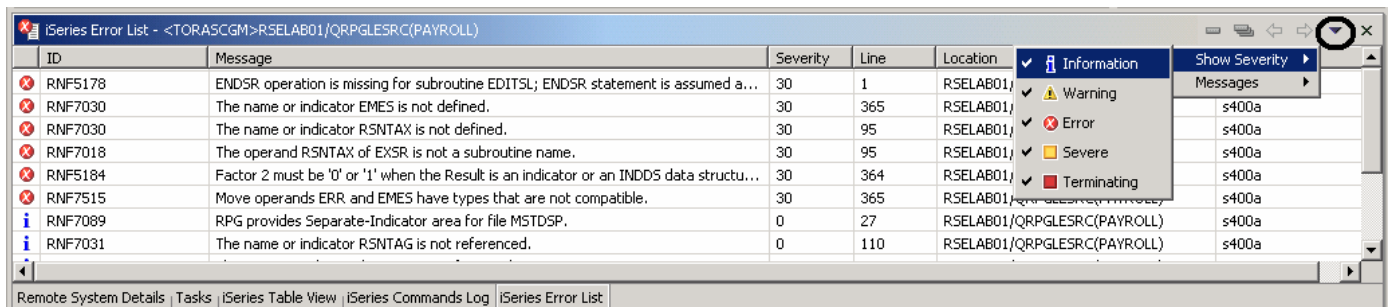 iSeries Error List - <TORASCGM>RSELAB01/QRPGLESRC(PAYROLL)
ID Message Severity Line Location
Information Show Severity
Warning Messages
Error
Severe
Terminating
RNF5178 ENDSR operation is missing for subroutine EDITSL; ENDSR statement is assumed a... 30 1 RSELAB01/
RNF7030 The name or indicator EMES is not defined. 30 365 RSELAB01/ s400a
RNF7030 The name or indicator RSNTAX is not defined. 30 95 RSELAB01/ s400a
RNF7018 The operand RSNTAX of EXSR is not a subroutine name. 30 95 RSELAB01/ s400a
RNF5184 Factor 2 must be '0' or '1' when the Result is an indicator or an INDDS data structu... 30 364 RSELAB01/ s400a
RNF7515 Move operands ERR and EMES have types that are not compatible. 30 365 RSELAB01/QRPGLESRC(PAYROLL) s400a
RNF7089 RPG provides Separate-Indicator area for file MSTDSP. 0 27 RSELAB01/QRPGLESRC(PAYROLL) s400a
RNF7031 The name or indicator RSNTAG is not referenced. 0 110 RSELAB01/QRPGLESRC(PAYROLL) s400a
Remote System Details Tasks iSeries Table View iSeries Commands Log iSeries Error List